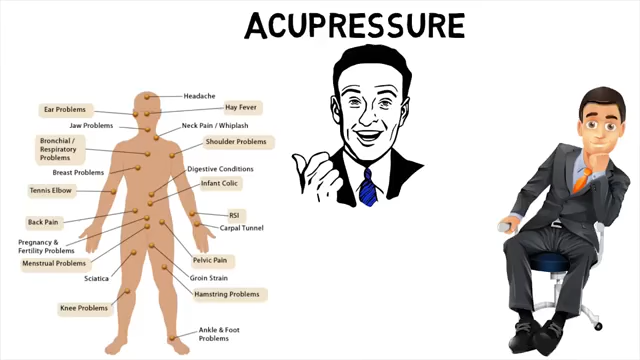 ACUPRESSURE
Headache
Ear Problems
Hay Fever
Jaw Problems
Neck Pain / Whiplash
Bronchial /
Respiratory
Problems
Shoulder Problems
Breast Problems
Digestive Conditions
Infant Colic
Tennis Elbow
RSI
Back Pain
Carpal Tunnel
Pregnancy &
Fertility Problems
Menstrual Problems
Pelvic Pain
Sciatica
Groin Strain
Hamstring Problems
Knee Problems
Ankle & Foot
Problems